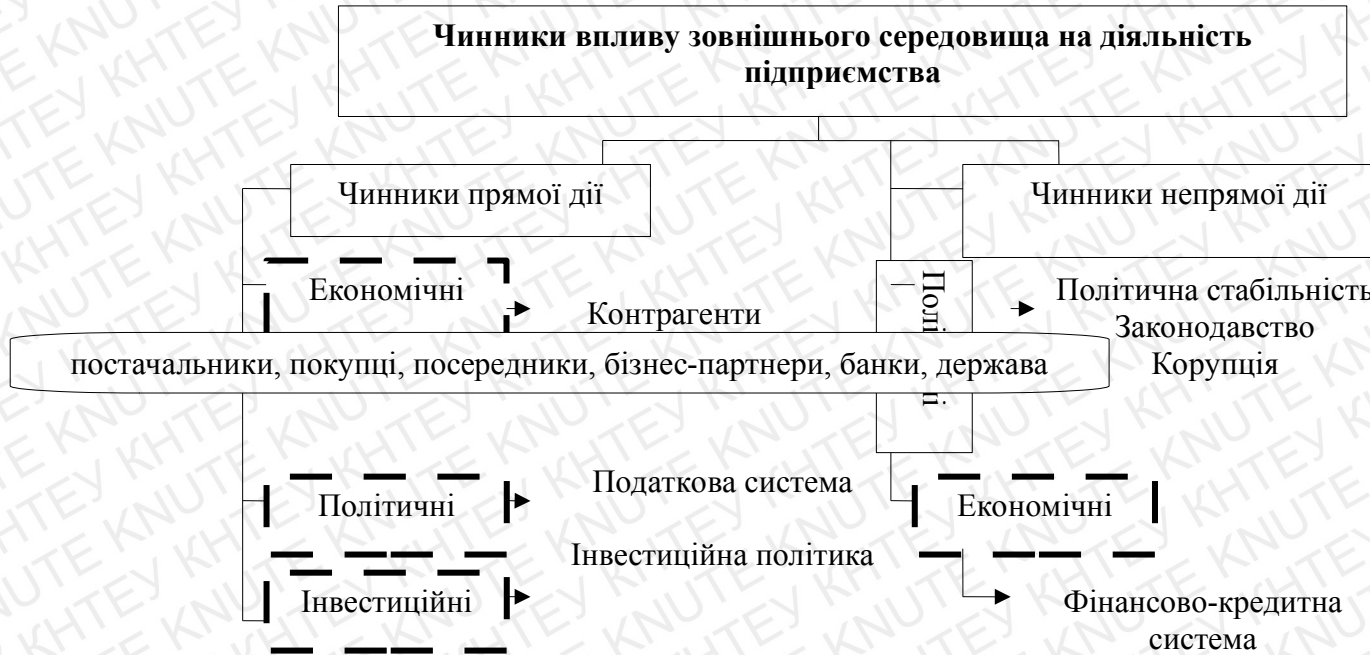 Чинники впливу зовнішнього середовища на діяльність
підприємства
Чинники прямої дії
Чинники непрямої дії
Економічні
Контрагенти
постачальники, покупці, посередники, бізнес-партнери, банки, держава
Політична стабільність
Законодавство
Корупція
Політичні
Податкова система
Економічні
Інвестиційна політика
Інвестиційні
Фінансово-кредитна
система